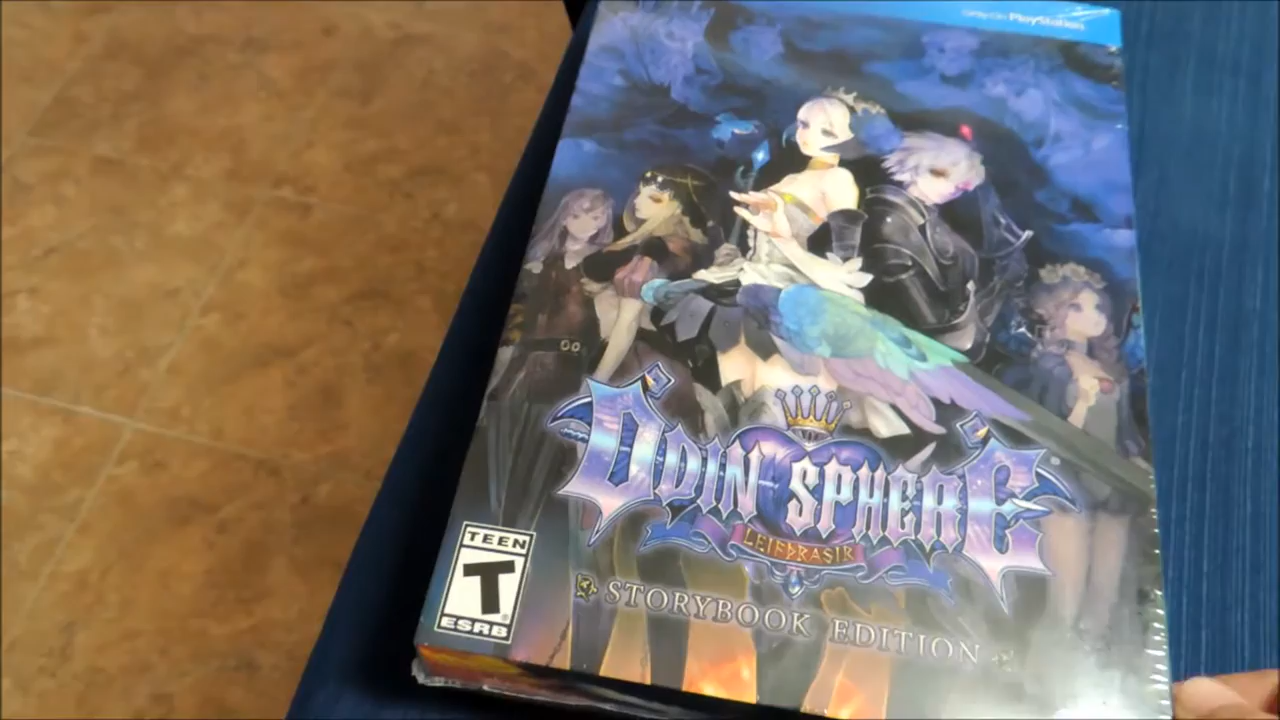 Only On PlayStation
ODIN SPHERE
LEIFÞRASIR
STORYBOOK EDITION
TEEN
T
ESRB